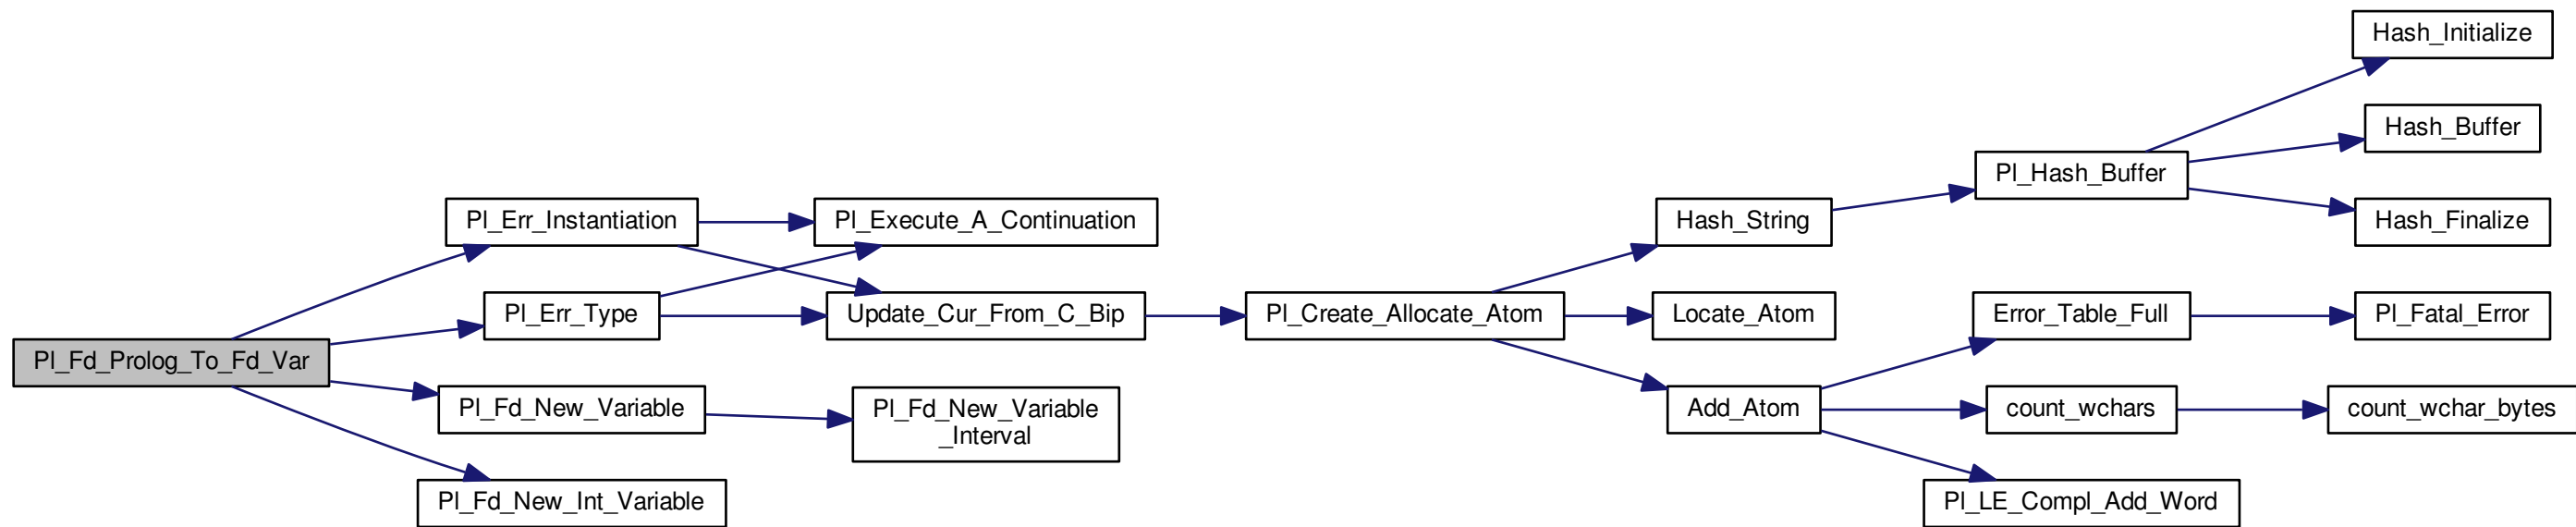 Pl_Fd_Prolog_To_Fd_Var
Pl_Err_Instantiation
Pl_Err_Type
Pl_Fd_New_Variable
Pl_Fd_New_Int_Variable
Pl_Execute_A_Continuation
Update_Cur_From_C_Bip
Pl_Fd_New_Variable
_Interval
Pl_Create_Allocate_Atom
Hash_String
Locate_Atom
Add_Atom
Pl_Hash_Buffer
Error_Table_Full
count_wchars
Pl_LE_Compl_Add_Word
Hash_Initialize
Hash_Buffer
Hash_Finalize
Pl_Fatal_Error
count_wchar_bytes